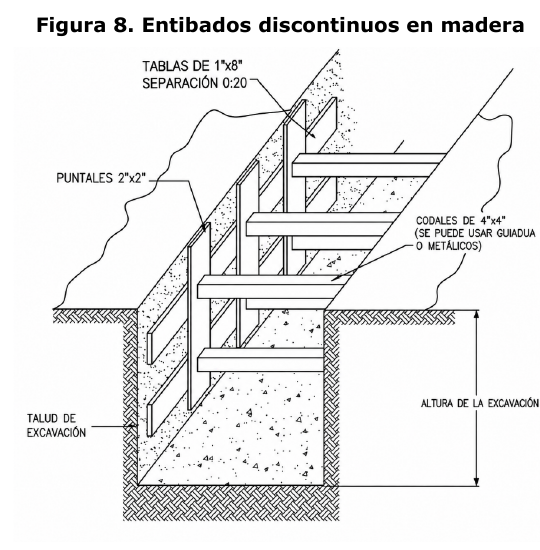 Figura 8. Entibados discontinuos en madera
TABLAS DE 1"x8"
SEPARACIÓN 0:20
PUNTALES 2"x2"
CODALES DE 4"x4"
(SE PUEDE USAR GUIADUA
O METÁLICOS)
ALTURA DE LA EXCAVACIÓN
TALUD DE
EXCAVACIÓN